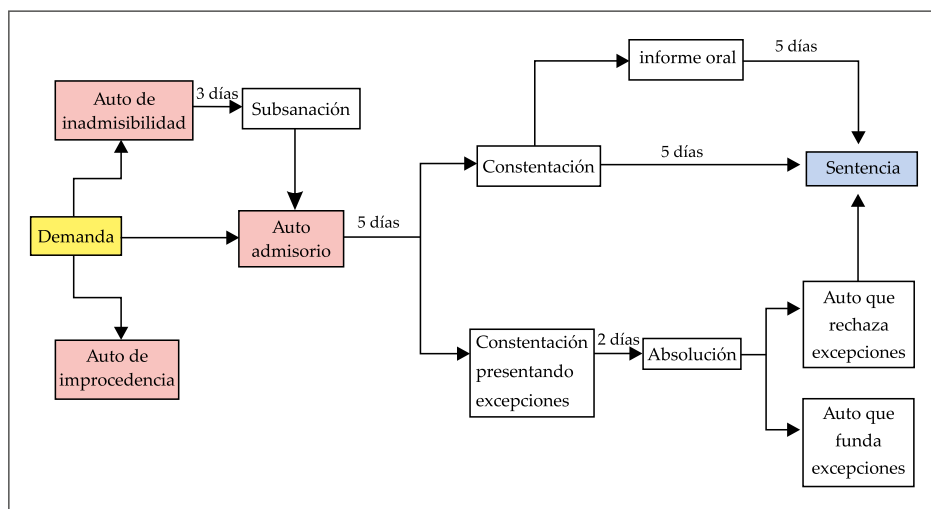 informe oral
5 días
Auto de
inadmisibilidad
3 días
Subsanación
Constentación
5 días
Sentencia
Demanda
Auto
admisorio
5 días
Auto de
improcedencia
Constentación
presentando
excepciones
2 días
Absolución
Auto que
rechaza
excepciones
Auto que
funda
excepciones